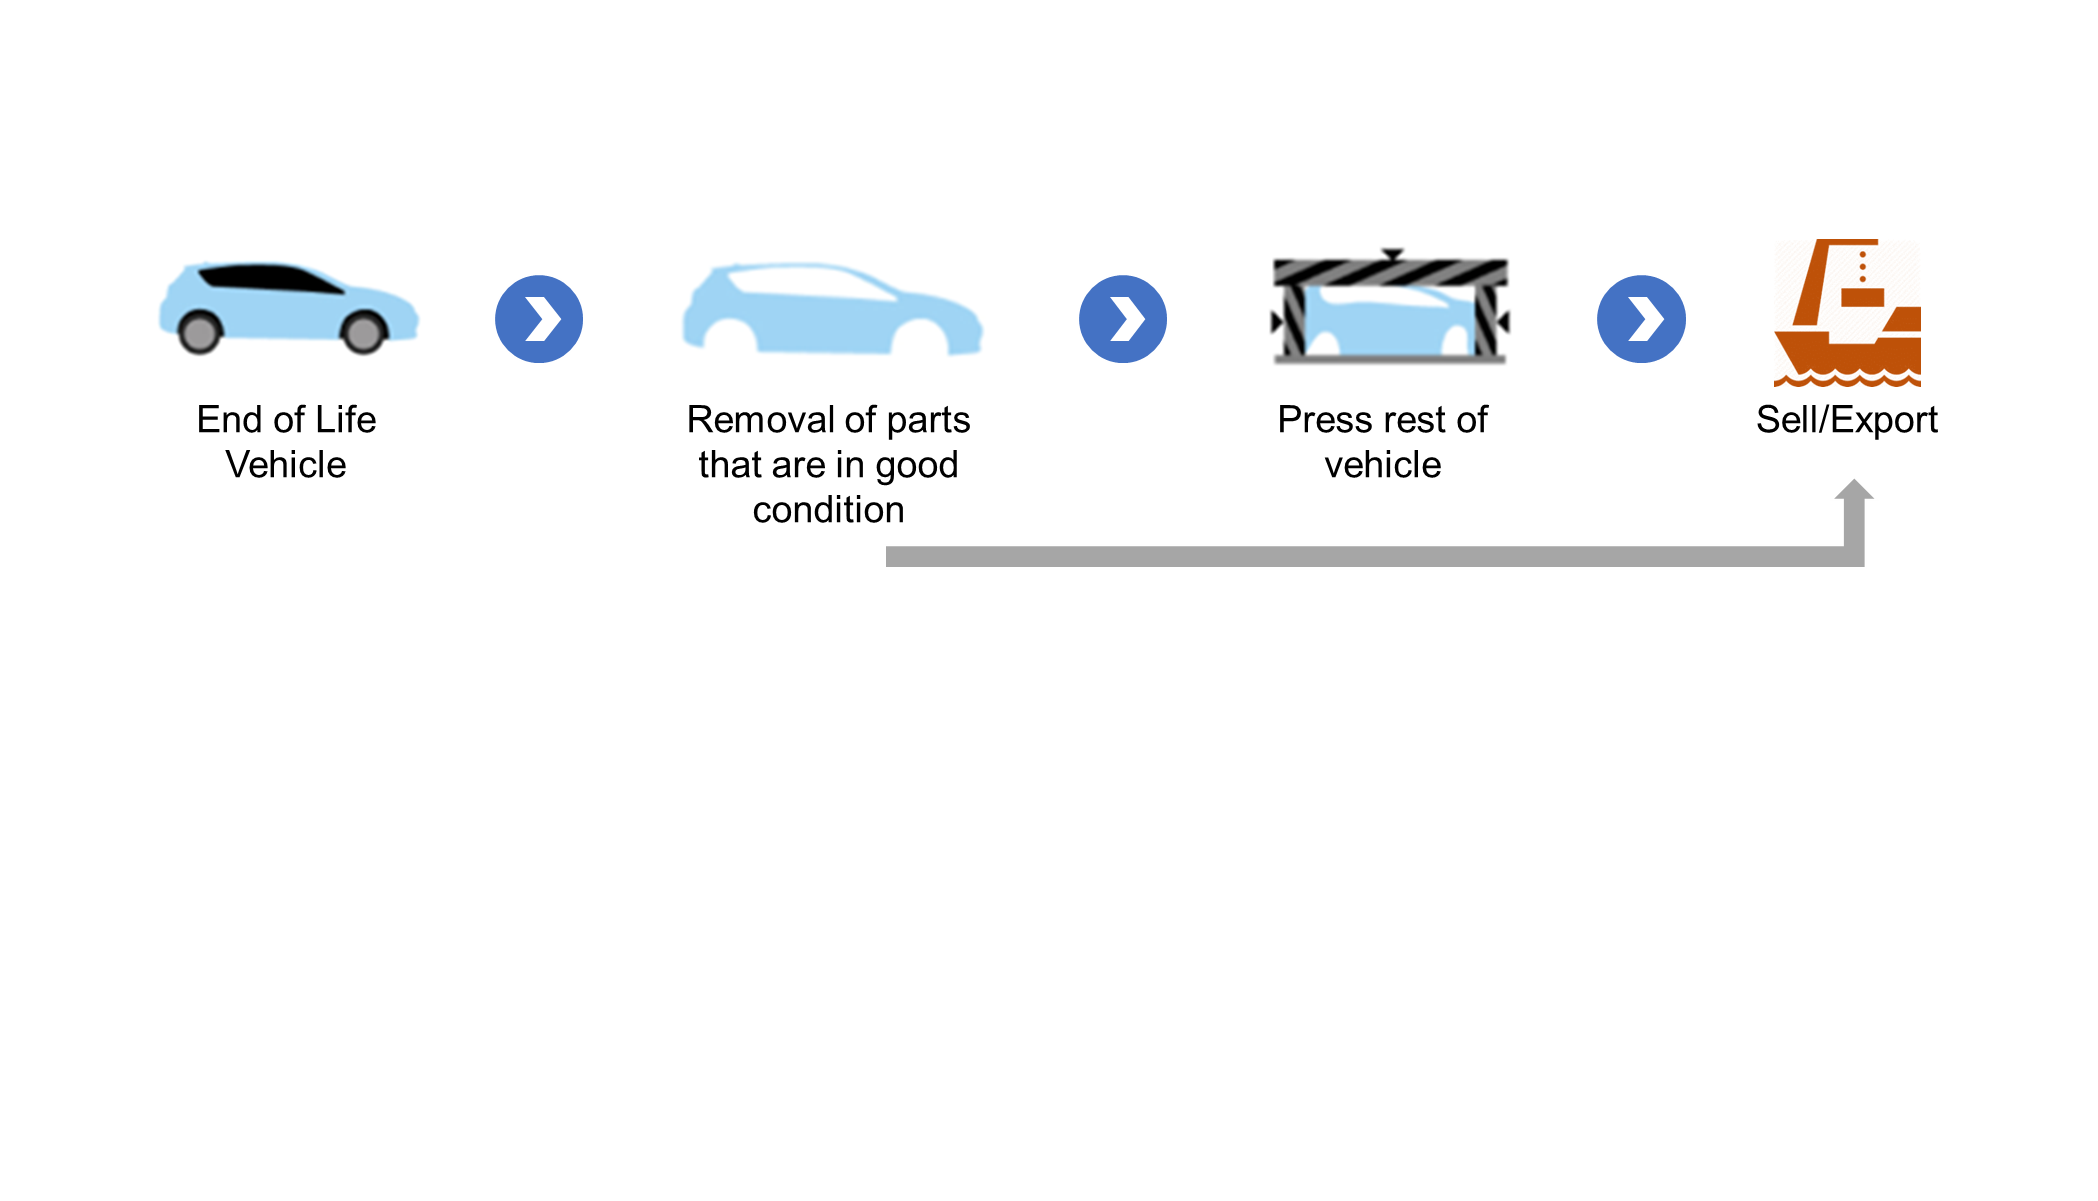 End of Life
Vehicle
Removal of parts
that are in good
condition
Press rest of
vehicle
Sell/Export